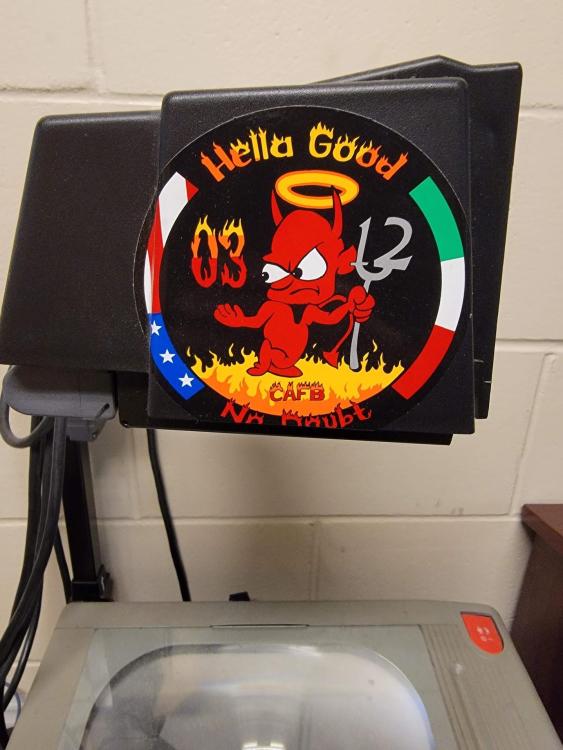 Hella Good
03 12
CAFB
No Doubt